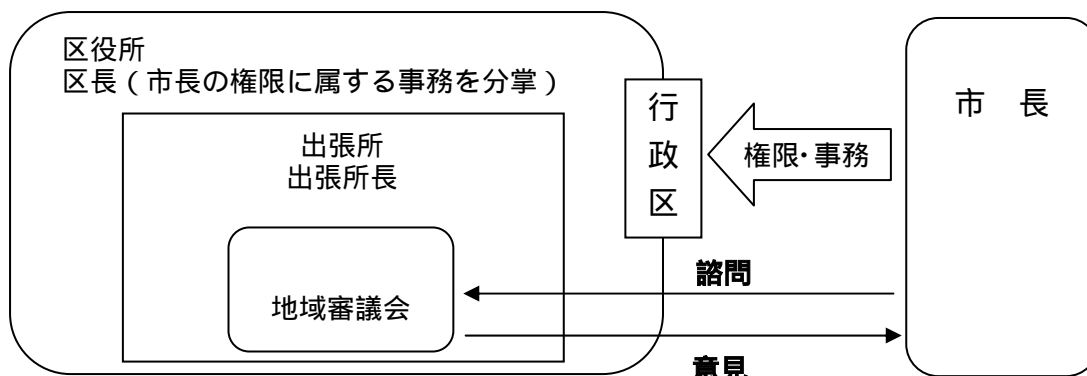 区役所
区長（市長の権限に属する事務を分掌）
出張所
出張所長
地域審議会
行政区
権限・事務
市　長
諮問
意見